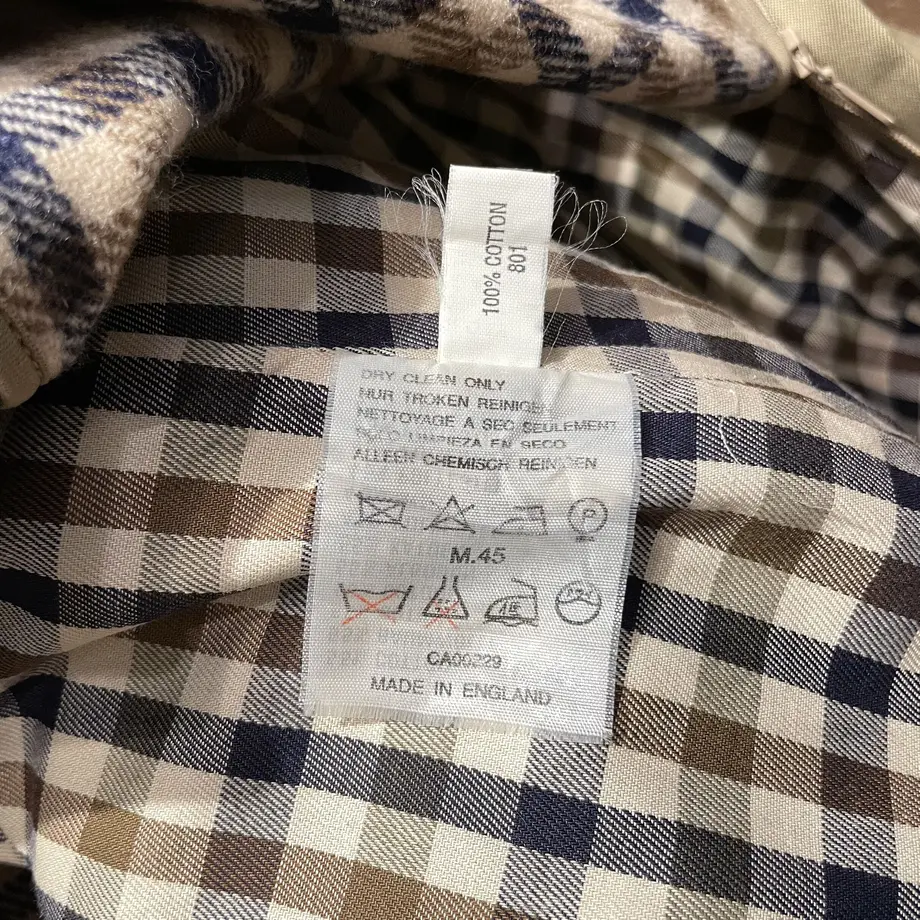 100% COTTON
801
DRY CLEAN ONLY
NUR TROKEN REINIGEN
NETTOYAGE A SEC SEULEMENT
SOLO LIMPIEZA EN SECO
ALLEEN CHEMISCH REINIGEN
P
M.45
CA00229
MADE IN ENGLAND